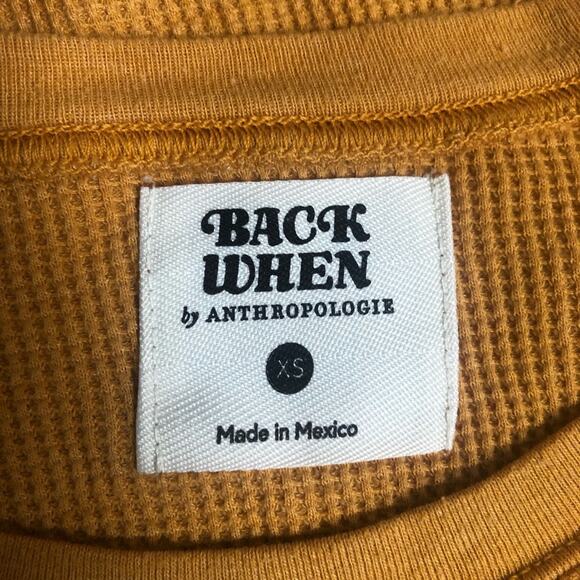 BACK
WHEN
by ANTHROPOLOGIE
XS
Made in Mexico